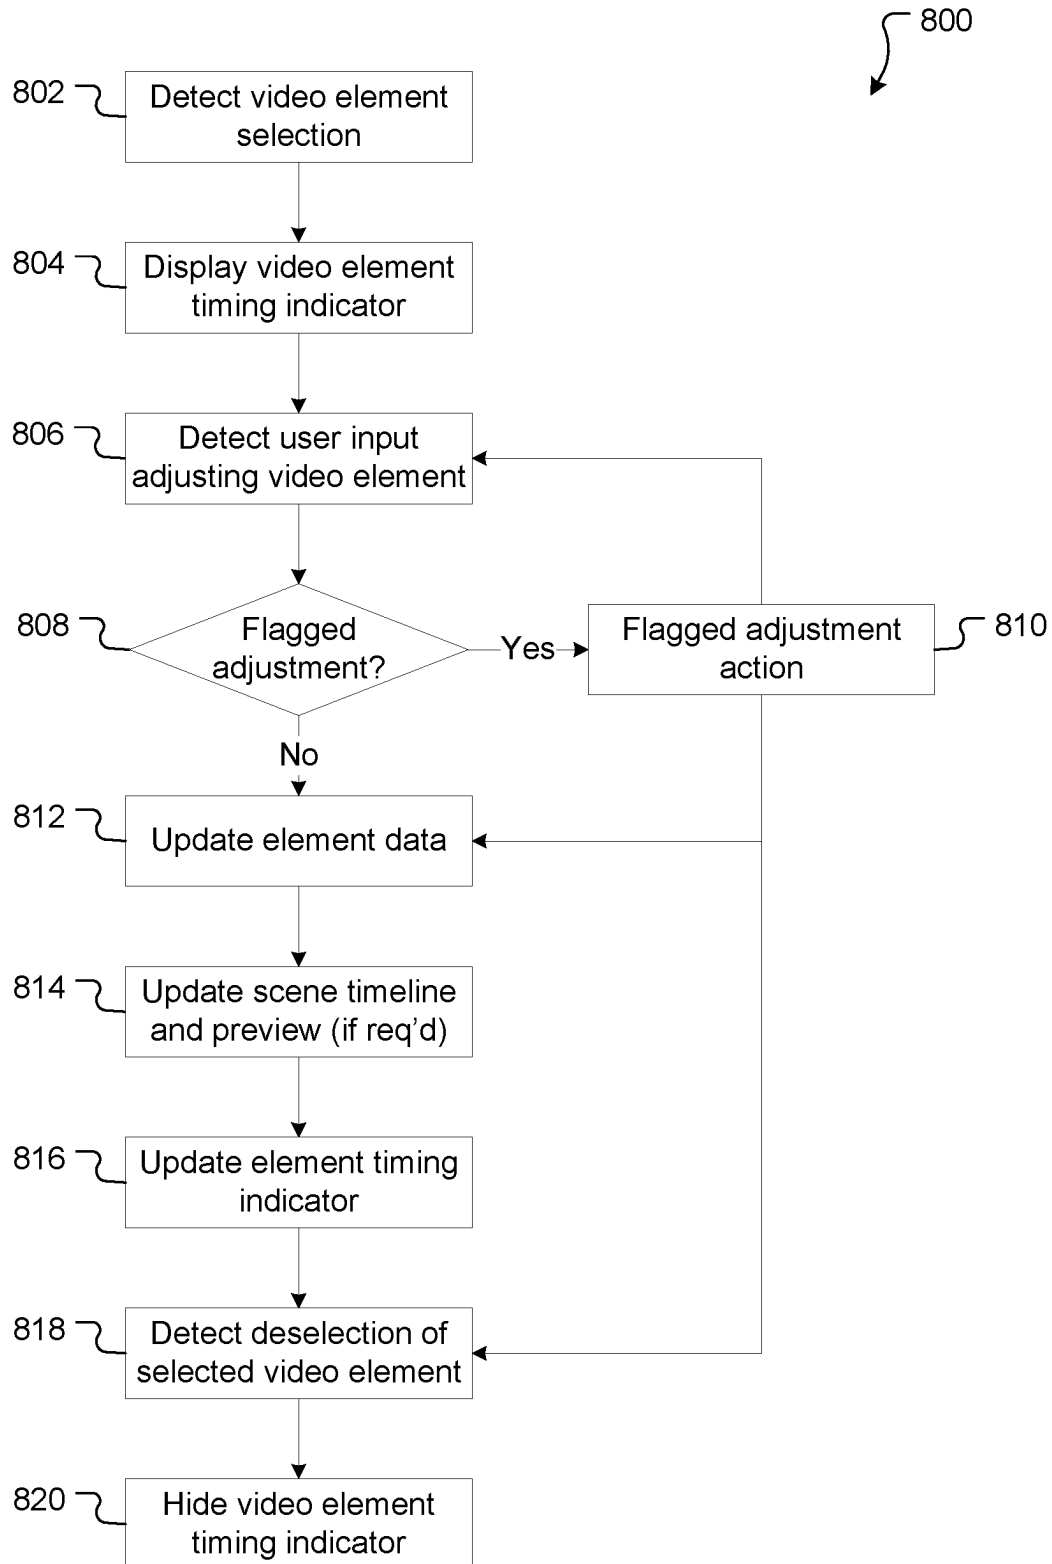 800
802
Detect video element
selection
804
Display video element
timing indicator
806
Detect user input
adjusting video element
808
Flagged
adjustment?
Yes
Flagged adjustment
action
810
No
812
Update element data
814
Update scene timeline
and preview (if req'd)
816
Update element timing
indicator
818
Detect deselection of
selected video element
820
Hide video element
timing indicator